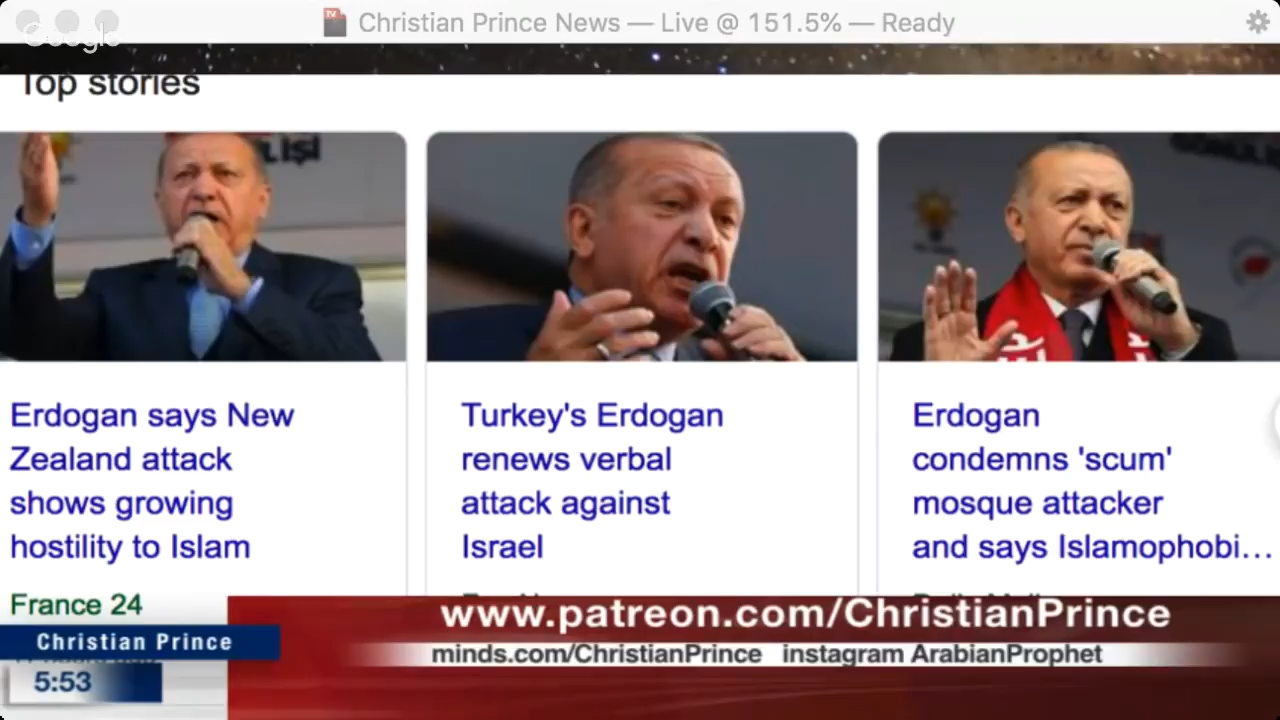 Christian Prince News — Live @ 151.5% — Ready
Google
Top stories
Erdogan says New
Zealand attack
shows growing
hostility to Islam
France 24
Turkey's Erdogan
renews verbal
attack against
Israel
Erdogan
condemns 'scum'
mosque attacker
and says Islamophobi...
www.patreon.com/ChristianPrince
Christian Prince
minds.com/ChristianPrince instagram ArabianProphet
5:53